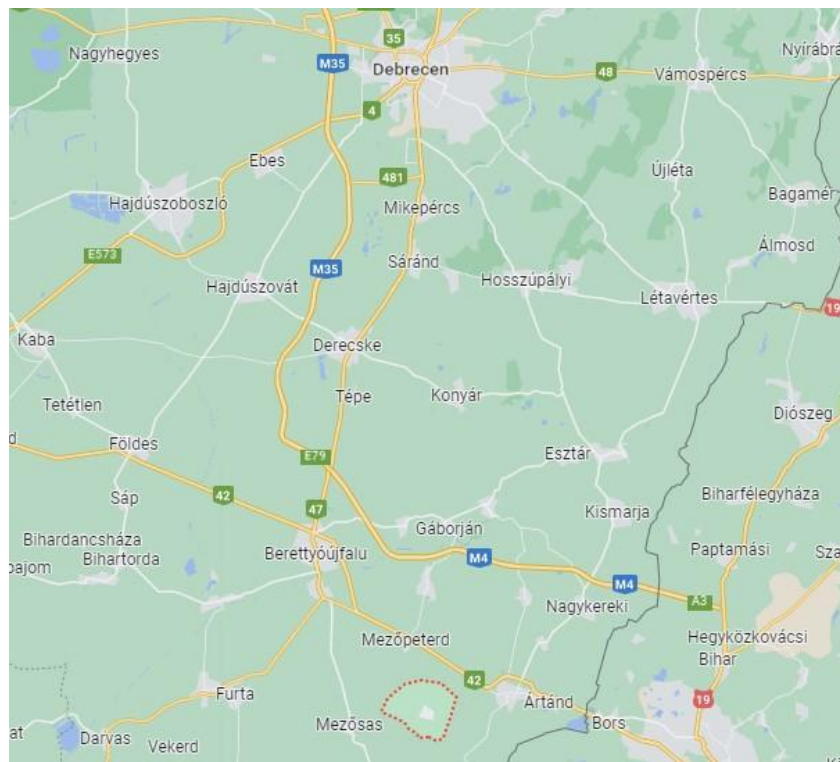 35
Nyírábrá
Nagyhegyes
M35
Debrecen
48
Vámospércs
4
Ebes
481
Újléta
Hajdúszoboszló
Mikepércs
Bagamér
E573
M35
Sáránd
Álmosd
Hajdúszovát
Hosszúpályi
Létavértes
19
Kaba
Derecske
Tépe
Konyár
Tetétlen
Diószeg
d
Földes
E79
Esztár
Sáp
42
47
Biharfélegyháza
Bihardancsháza
Gáborján
Kismarja
Berettyóújfalu
Paptamási
Sza
pajom
Bihartorda
M4
M4
A3
Nagykereki
Mezőpeterd
Hegyközkovácsi
Bihar
42
Furta
Ártánd
19
Mezősas
Bors
at
Darvas
Vekerd